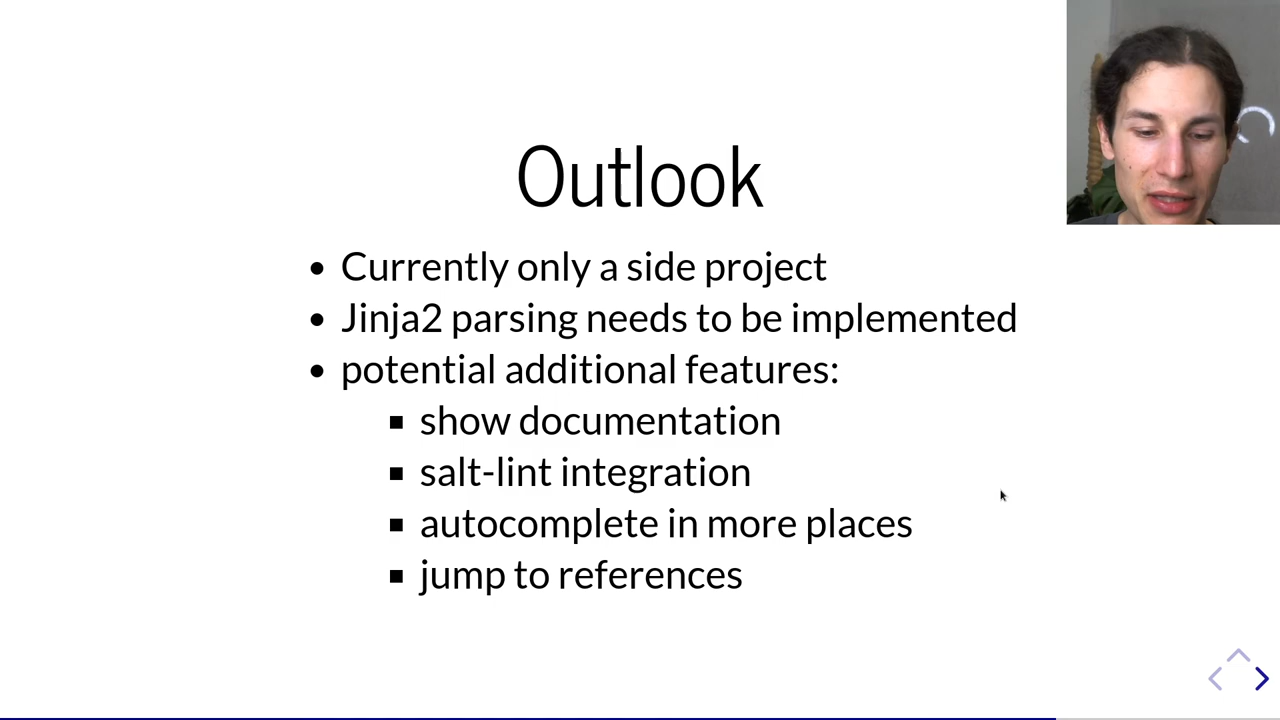 Outlook
Currently only a side project
Jinja2 parsing needs to be implemented
potential additional features:
show documentation
salt-lint integration
autocomplete in more places
jump to references